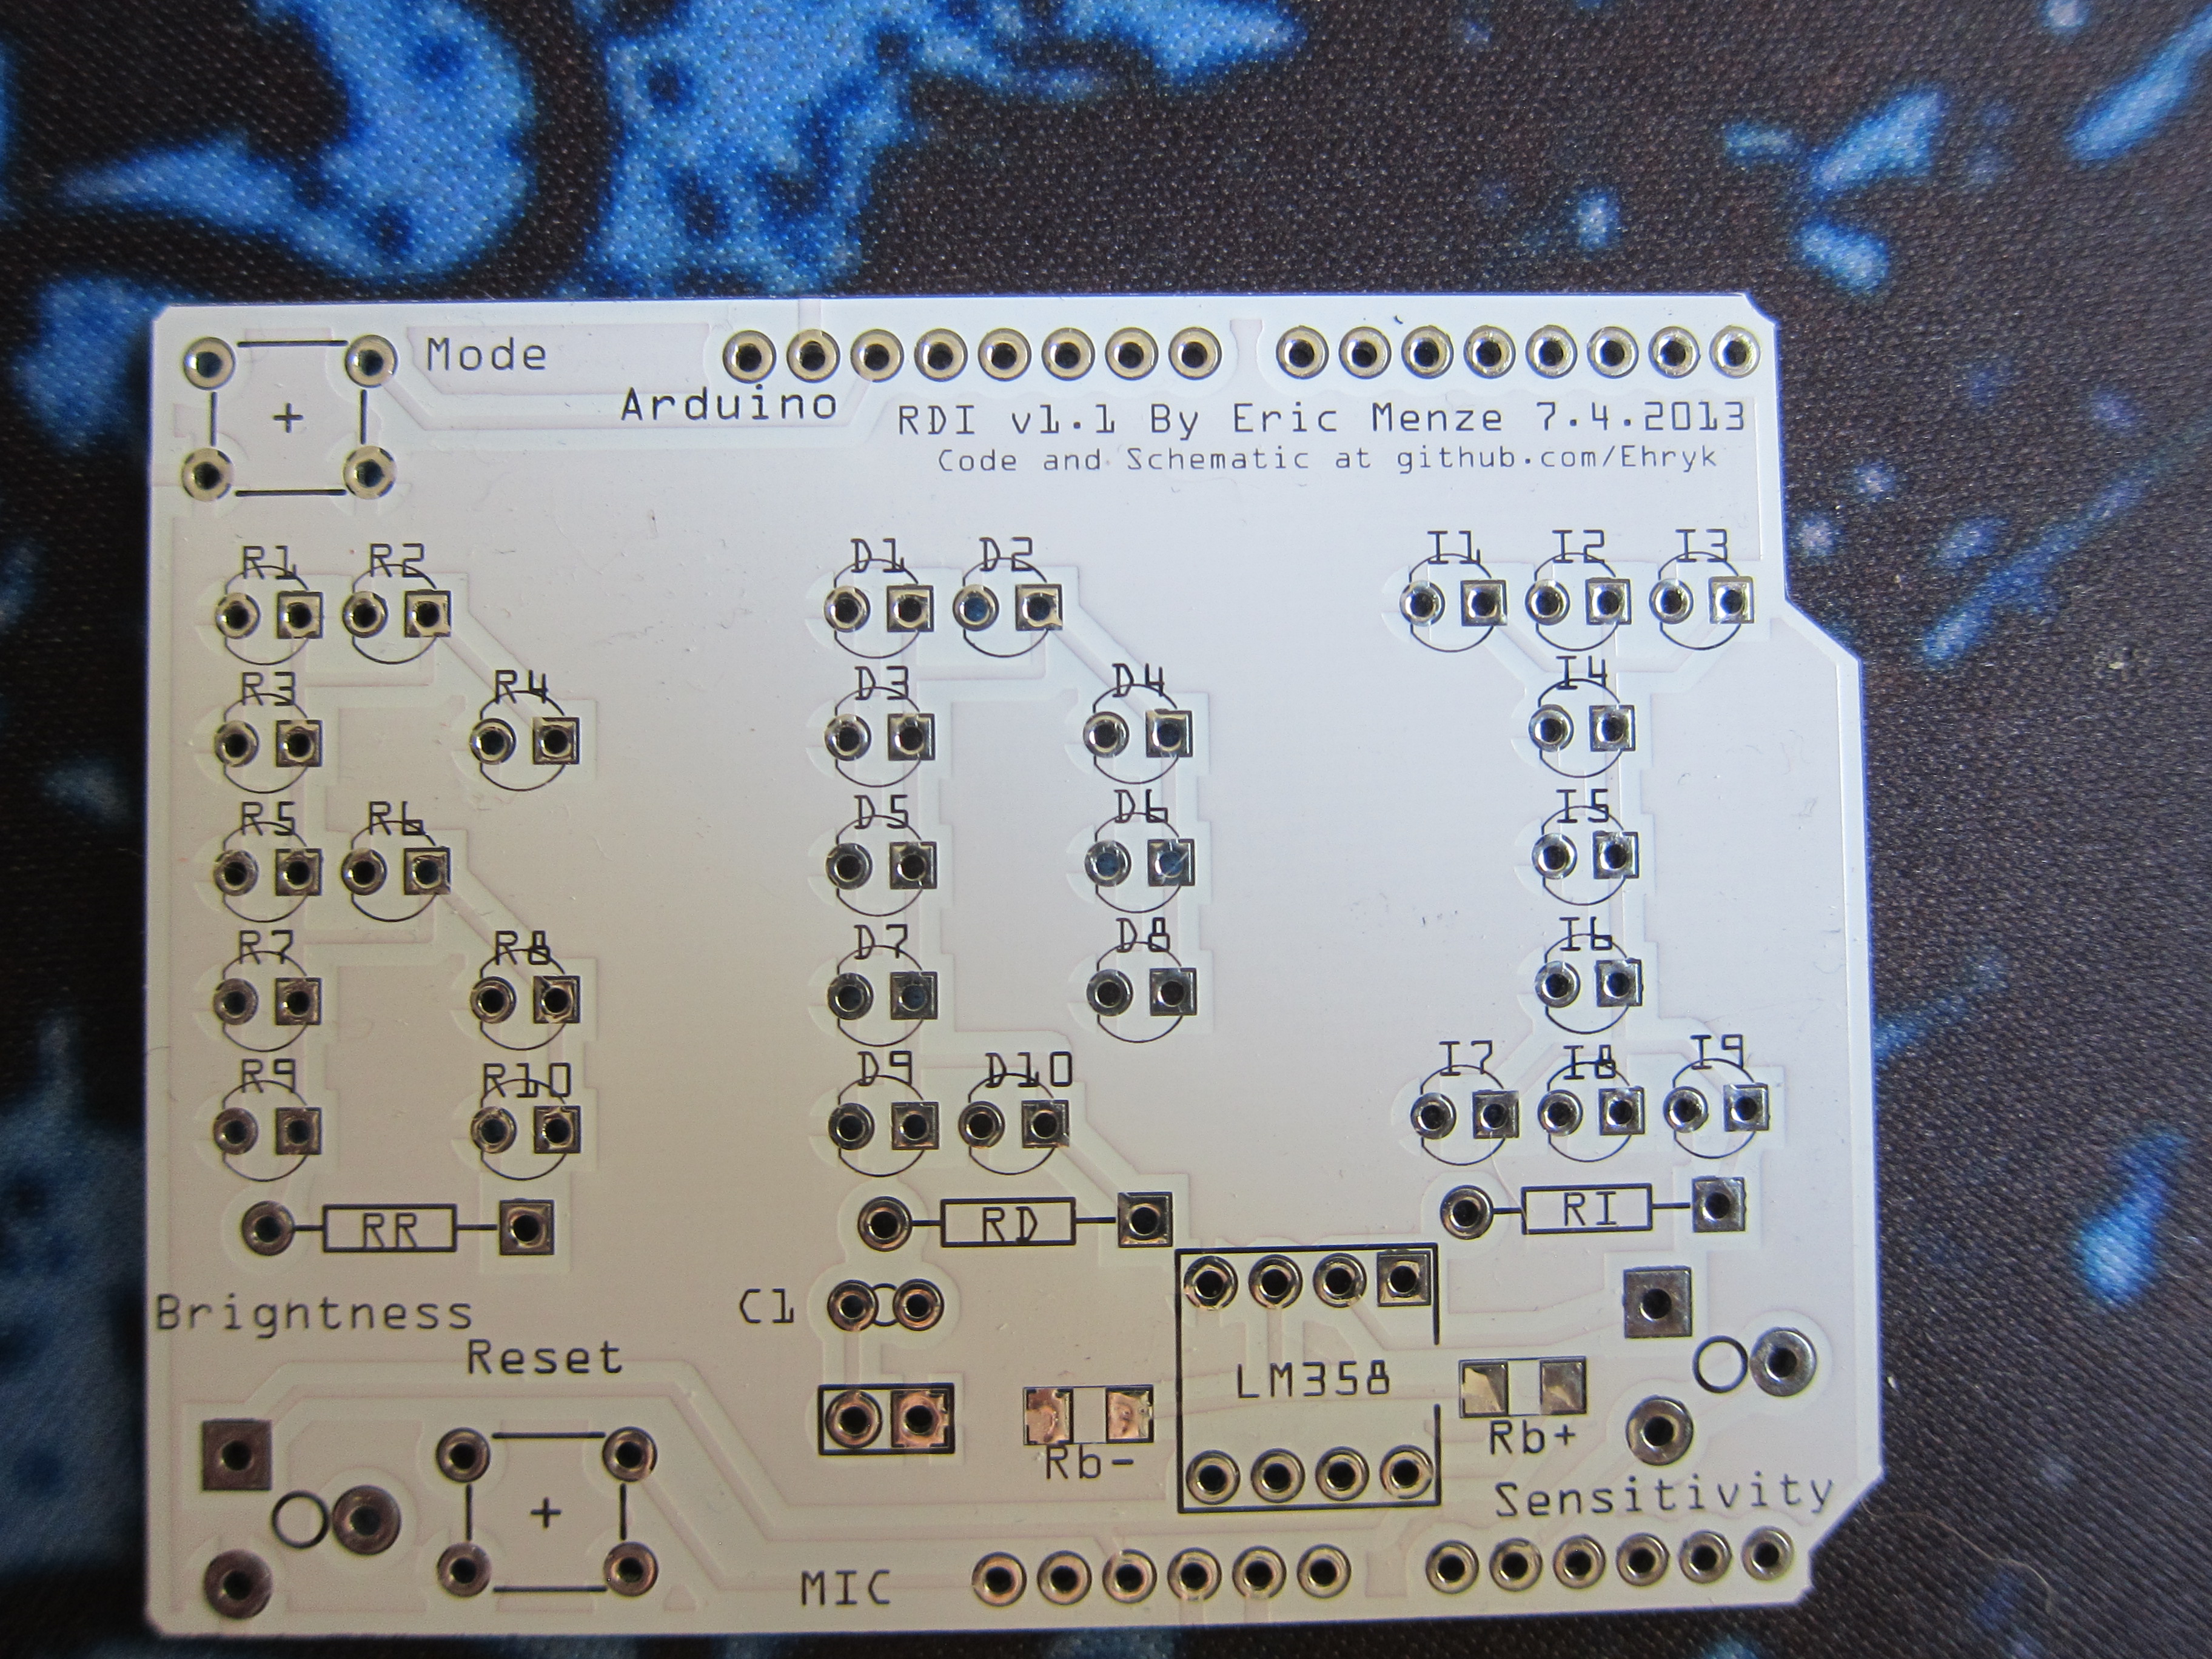 Mode
Arduino
RDI v1.1 By Eric Menze 7.4.2013
Code and Schematic at github.com/Ehryk
R1 R2 D1 D2 I1 I2 I3
R3 R4 D3 D4 I4
R5 R6 D5 D6 I5
R7 R8 D7 D8 I6
R9 R10 D9 D10 I7 I8 I9
RR RD RI
Brigntness
C1
Reset
LM358
Rb- Rb+
Sensitivity
MIC